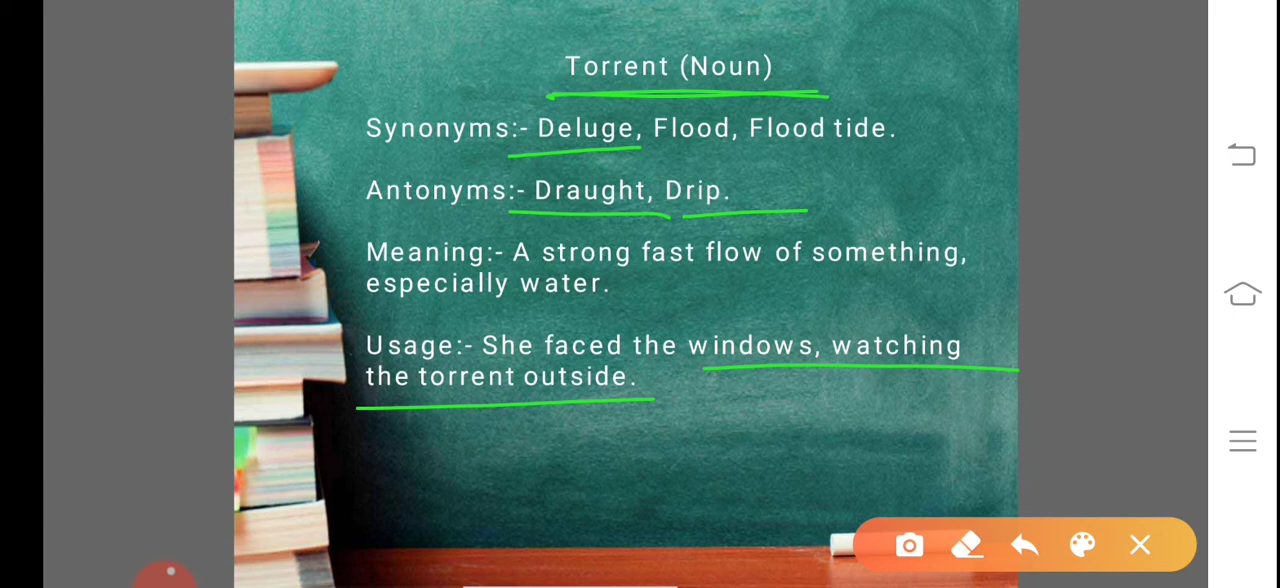 Torrent (Noun)
Synonyms:- Deluge, Flood, Flood tide.
Antonyms:- Draught, Drip.
Meaning:- A strong fast flow of something,
especially water.
Usage:- She faced the windows, watching
the torrent outside.